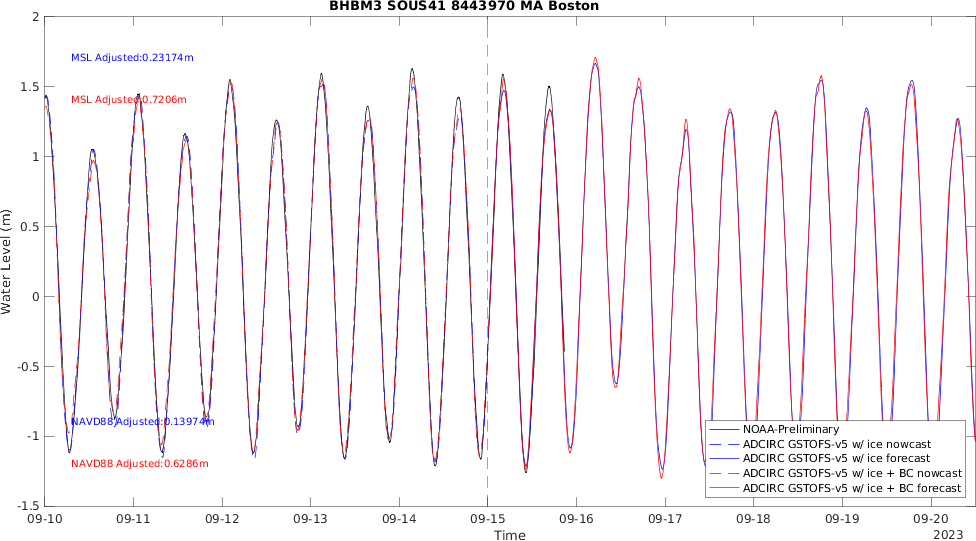 BHBM3 SOUS41 8443970 MA Boston
2
1.5
1
0.5
0
-0.5
-1
-1.5
Water Level (m)
MSL Adjusted:0.23174m
MSL Adjusted:0.7206m
NAVD88 Adjusted:0.13974m
NAVD88 Adjusted:0.6286m
NOAA-Preliminary
ADCIRC GSTOFS-v5 w/ ice nowcast
ADCIRC GSTOFS-v5 w/ ice forecast
ADCIRC GSTOFS-v5 w/ ice + BC nowcast
ADCIRC GSTOFS-v5 w/ ice + BC forecast
09-10 09-11 09-12 09-13 09-14 09-15 09-16 09-17 09-18 09-19 09-20
Time
2023